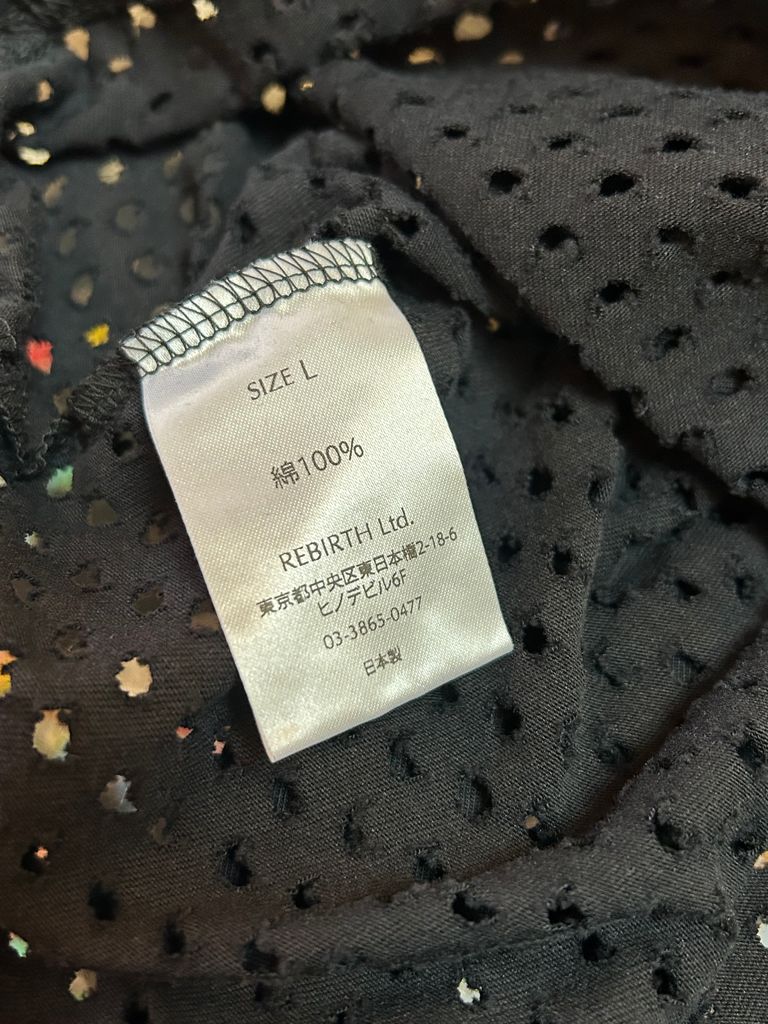 SIZE L
綿100%
REBIRTH Ltd.
東京都中央区東日本橋2-18-6
ヒノデビル6F
03-3865-0477
日本製